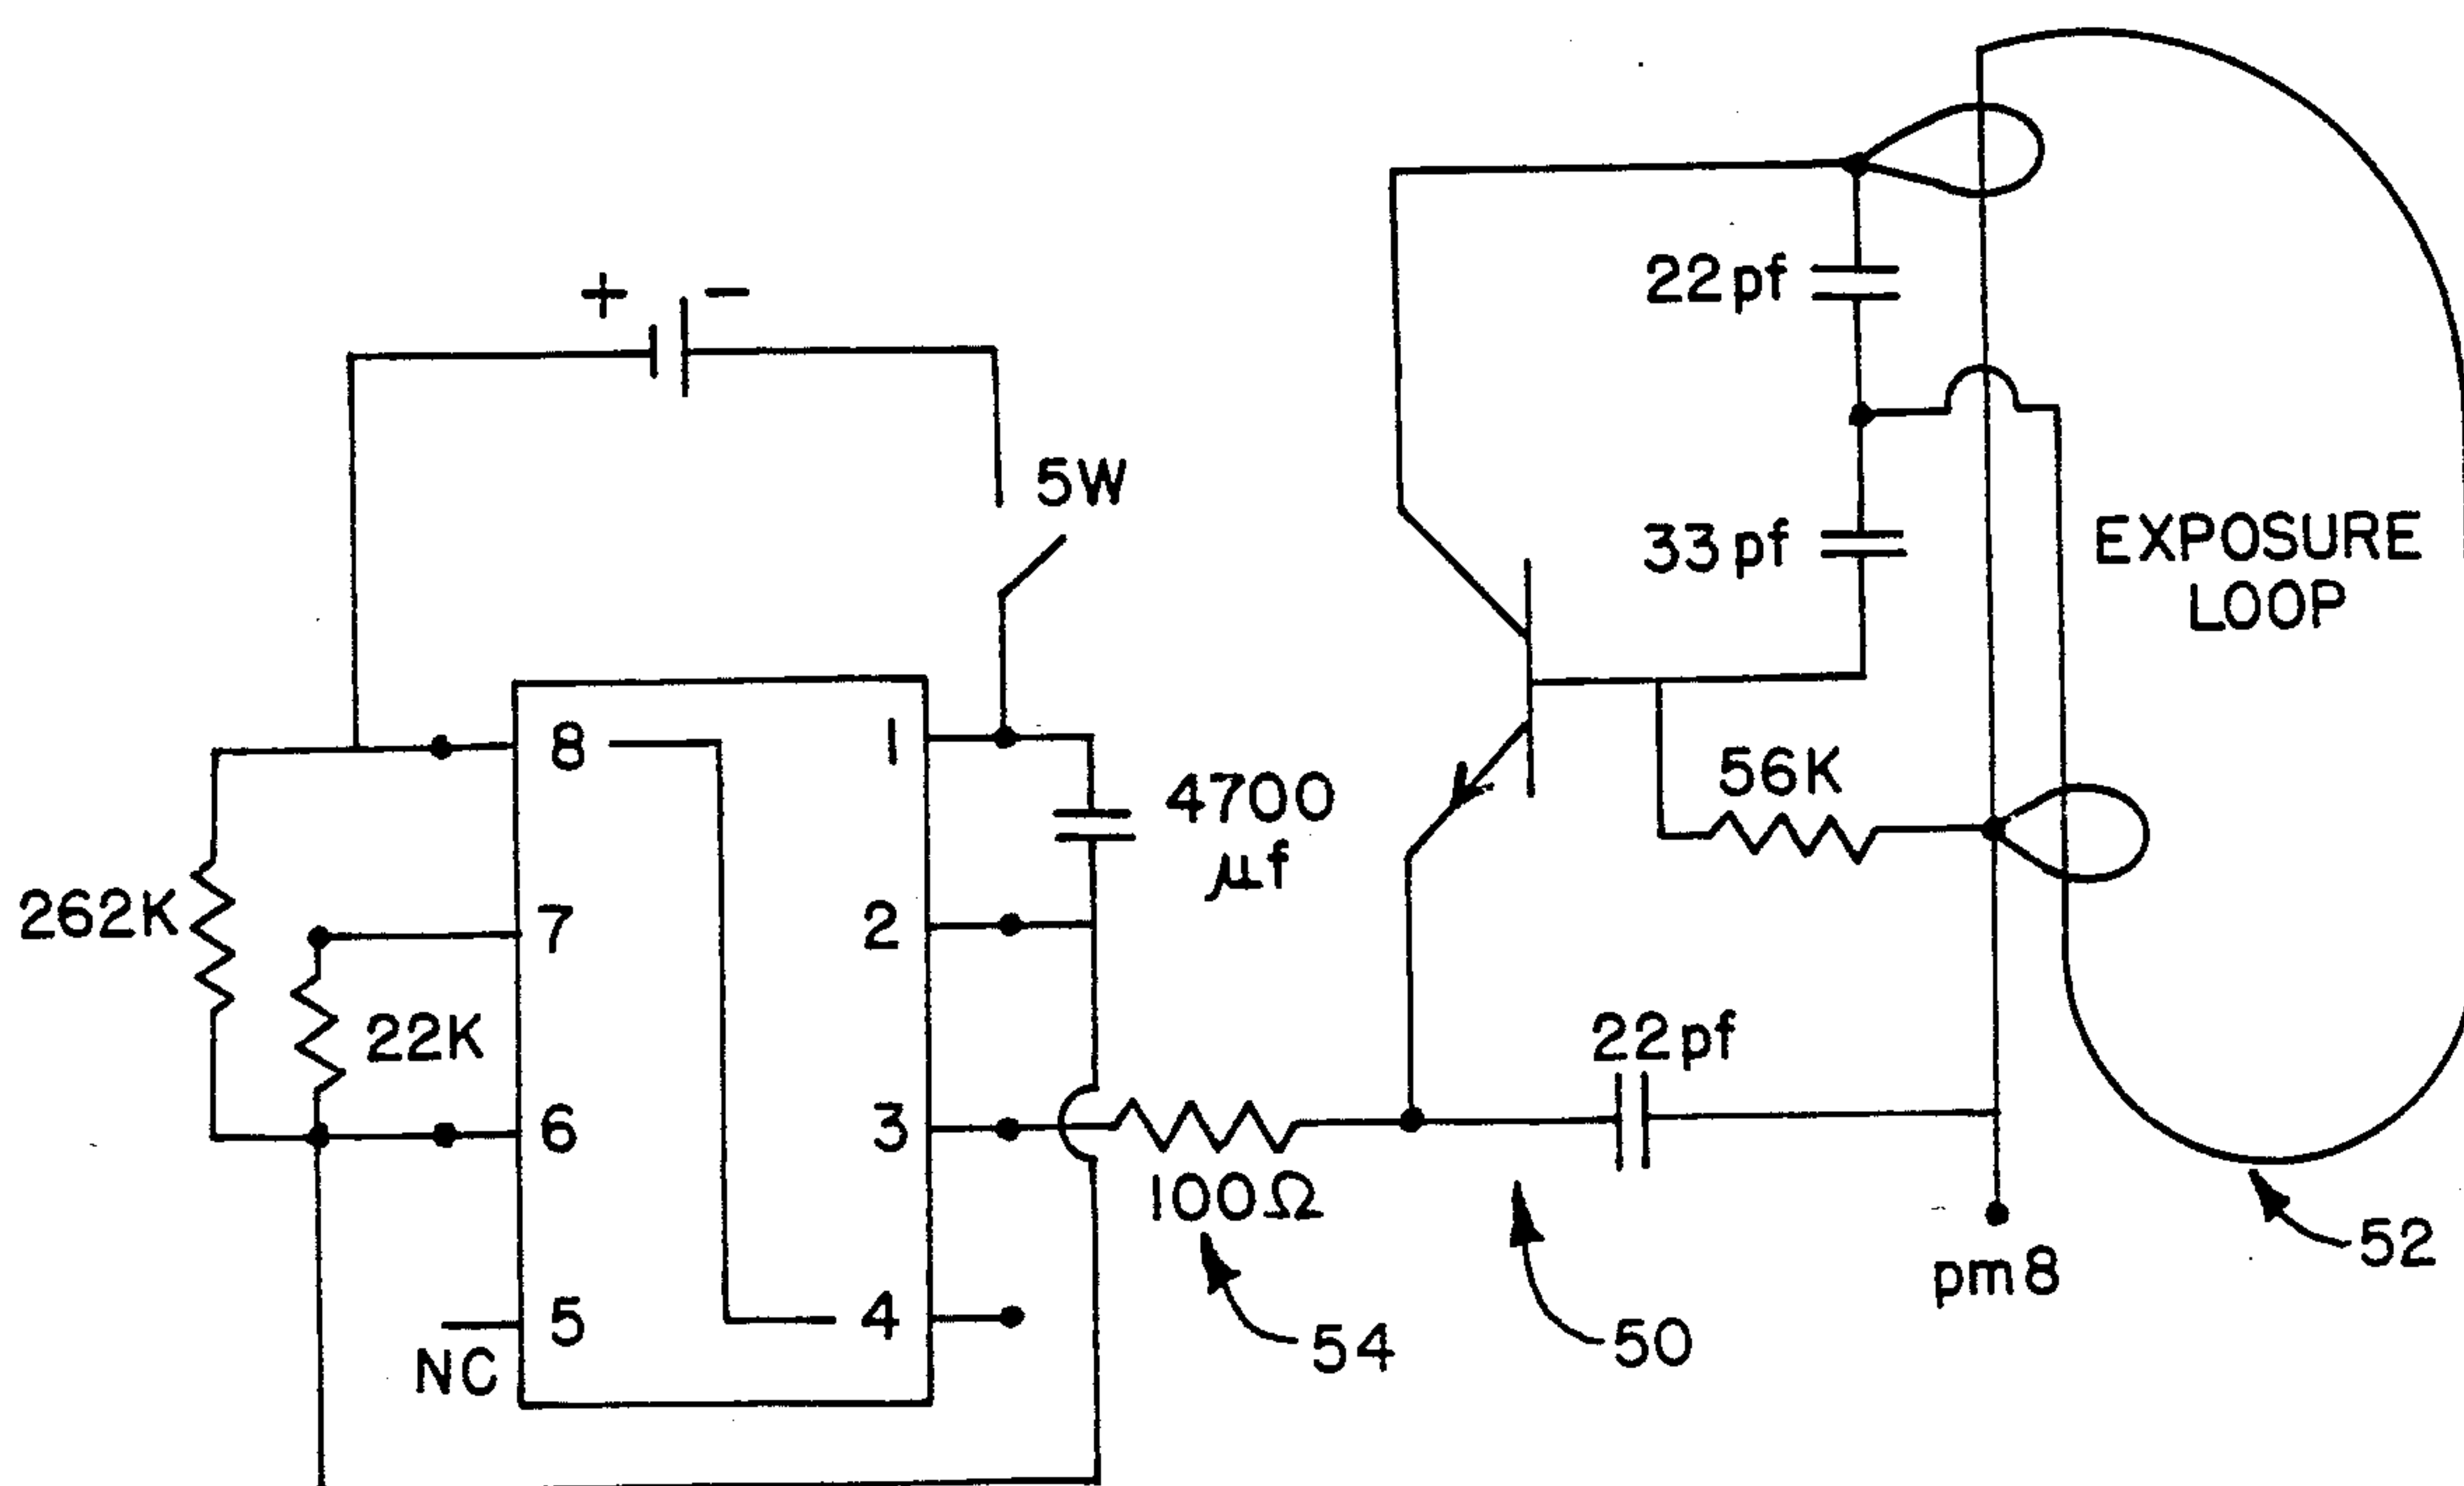 + −
22pf
5W
33pf
EXPOSURE
LOOP
8 1
56K
4700
µf
262K
7 2
22K
22pf
6 3
100Ω
52
pm8
5 4
54
50
NC